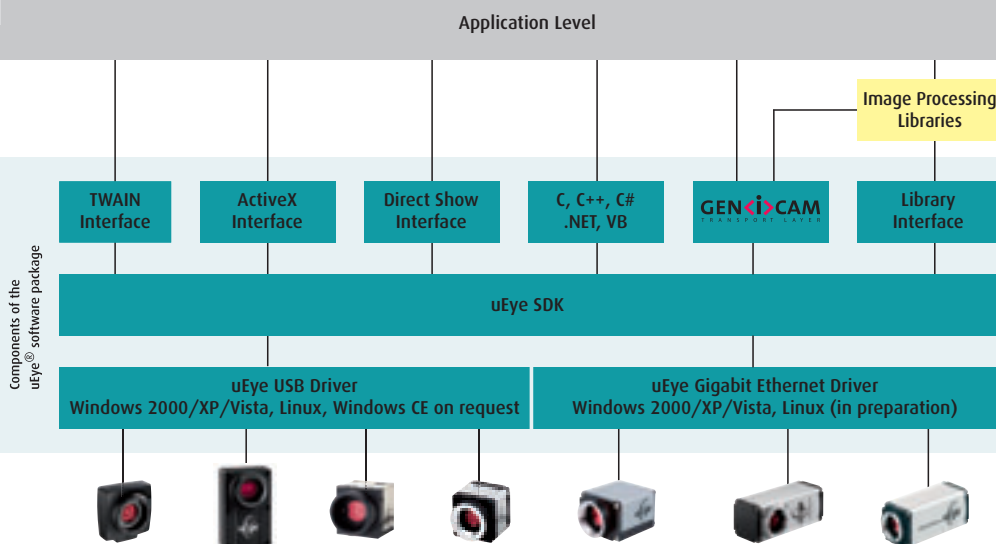 Application Level
Image Processing
Libraries
TWAIN
Interface
ActiveX
Interface
Direct Show
Interface
C, C++, C#
.NET, VB
GEN<i>CAM
TRANSPORT LAYER
Library
Interface
Components of the
uEye® software package
uEye SDK
uEye USB Driver
Windows 2000/XP/Vista, Linux, Windows CE on request
uEye Gigabit Ethernet Driver
Windows 2000/XP/Vista, Linux (in preparation)